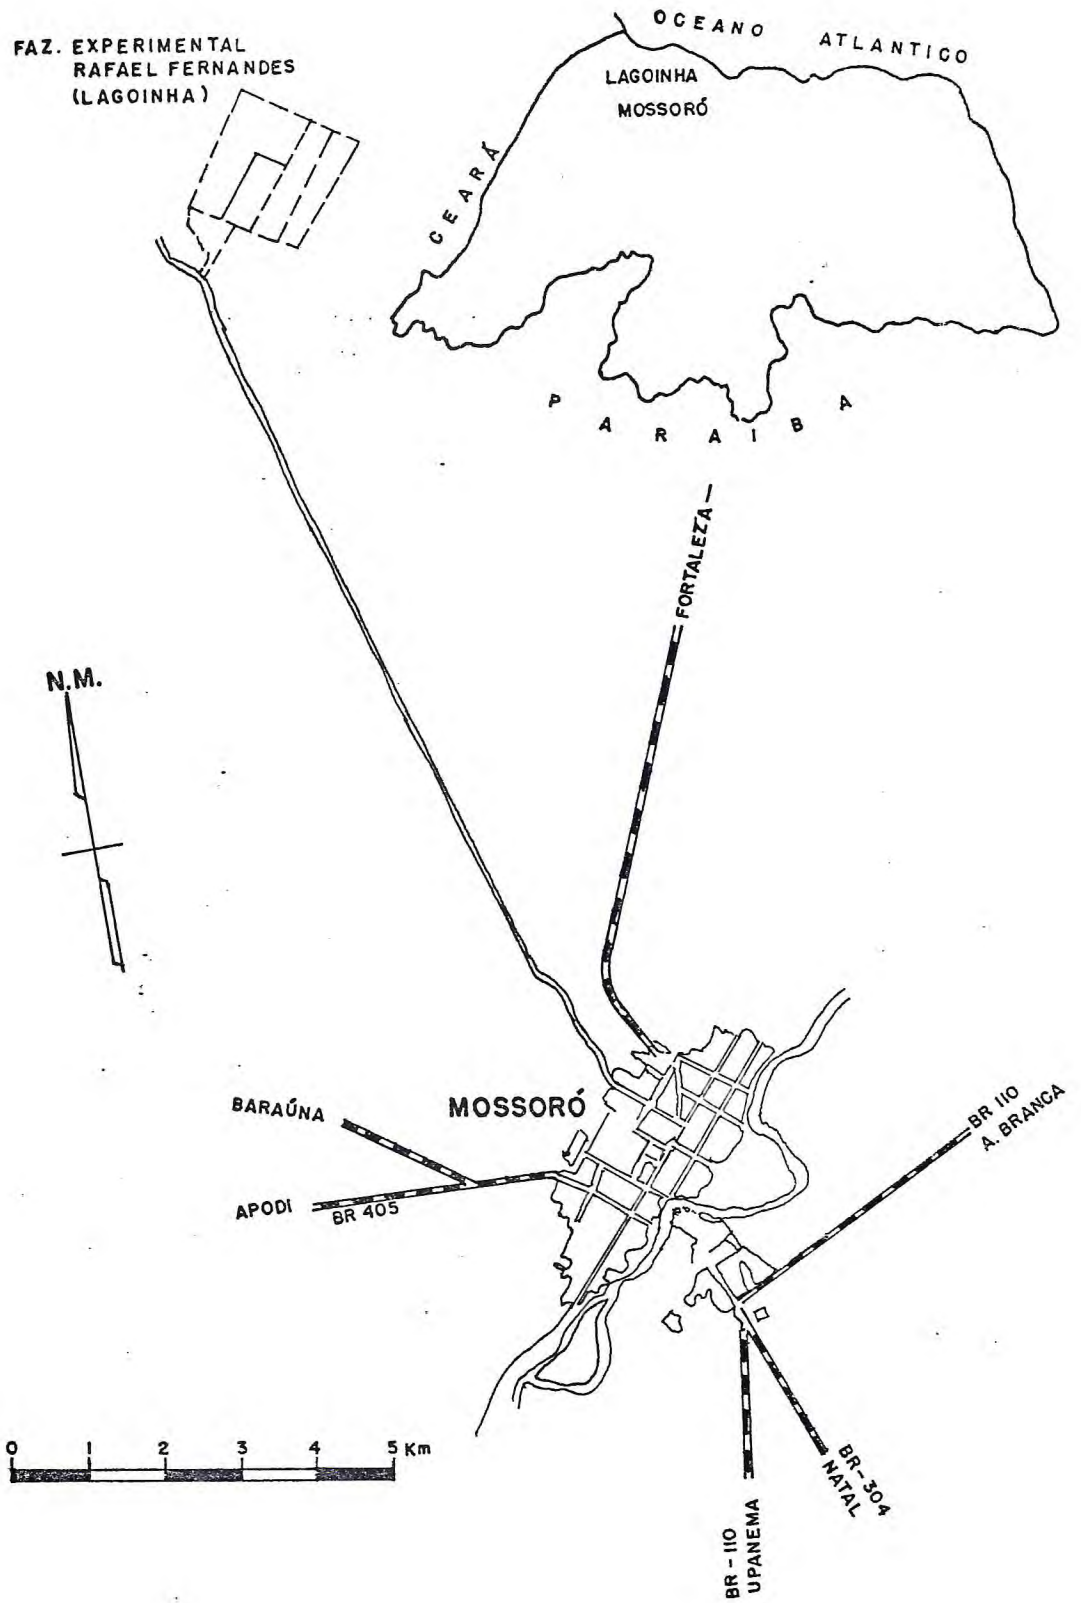 FAZ. EXPERIMENTAL
RAFAEL FERNANDES
(LAGOINHA)
OCEANO ATLANTICO
LAGOINHA
MOSSORÓ
CEARÁ
PARAIBA
FORTALEZA
N.M.
MOSSORÓ
BARAÚNA
APODI
BR 405
BR 110
A. BRANCA
0 1 2 3 4 5 Km
BR-304
NATAL
BR-110
UPANEMA